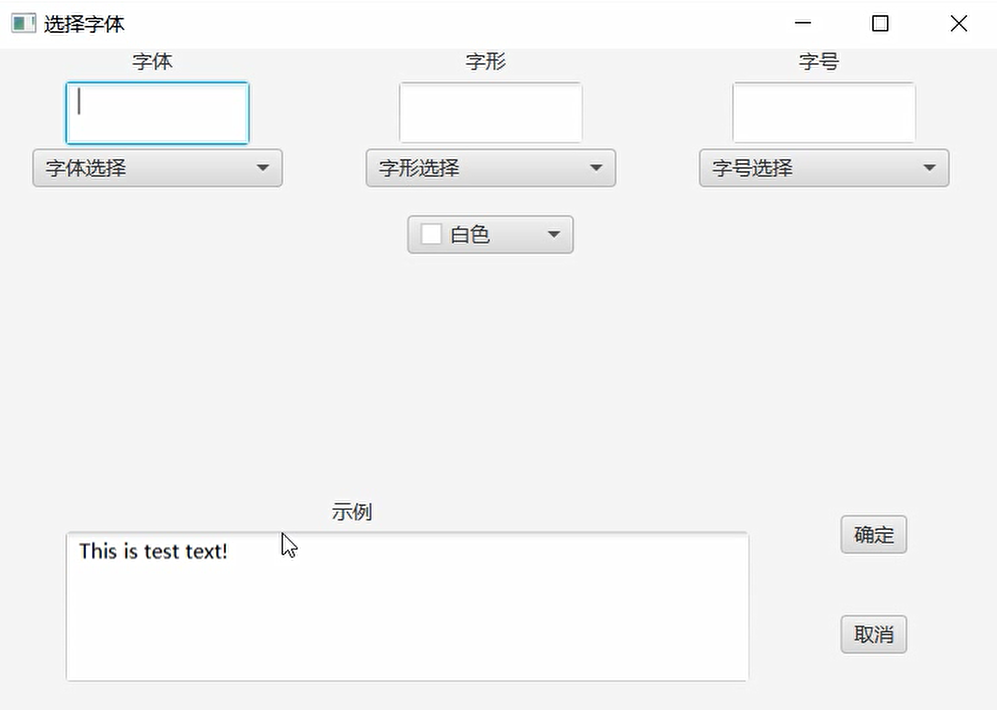 选择字体
字体 字形 字号
字体选择 字形选择 字号选择
白色
示例
This is test text!
确定
取消